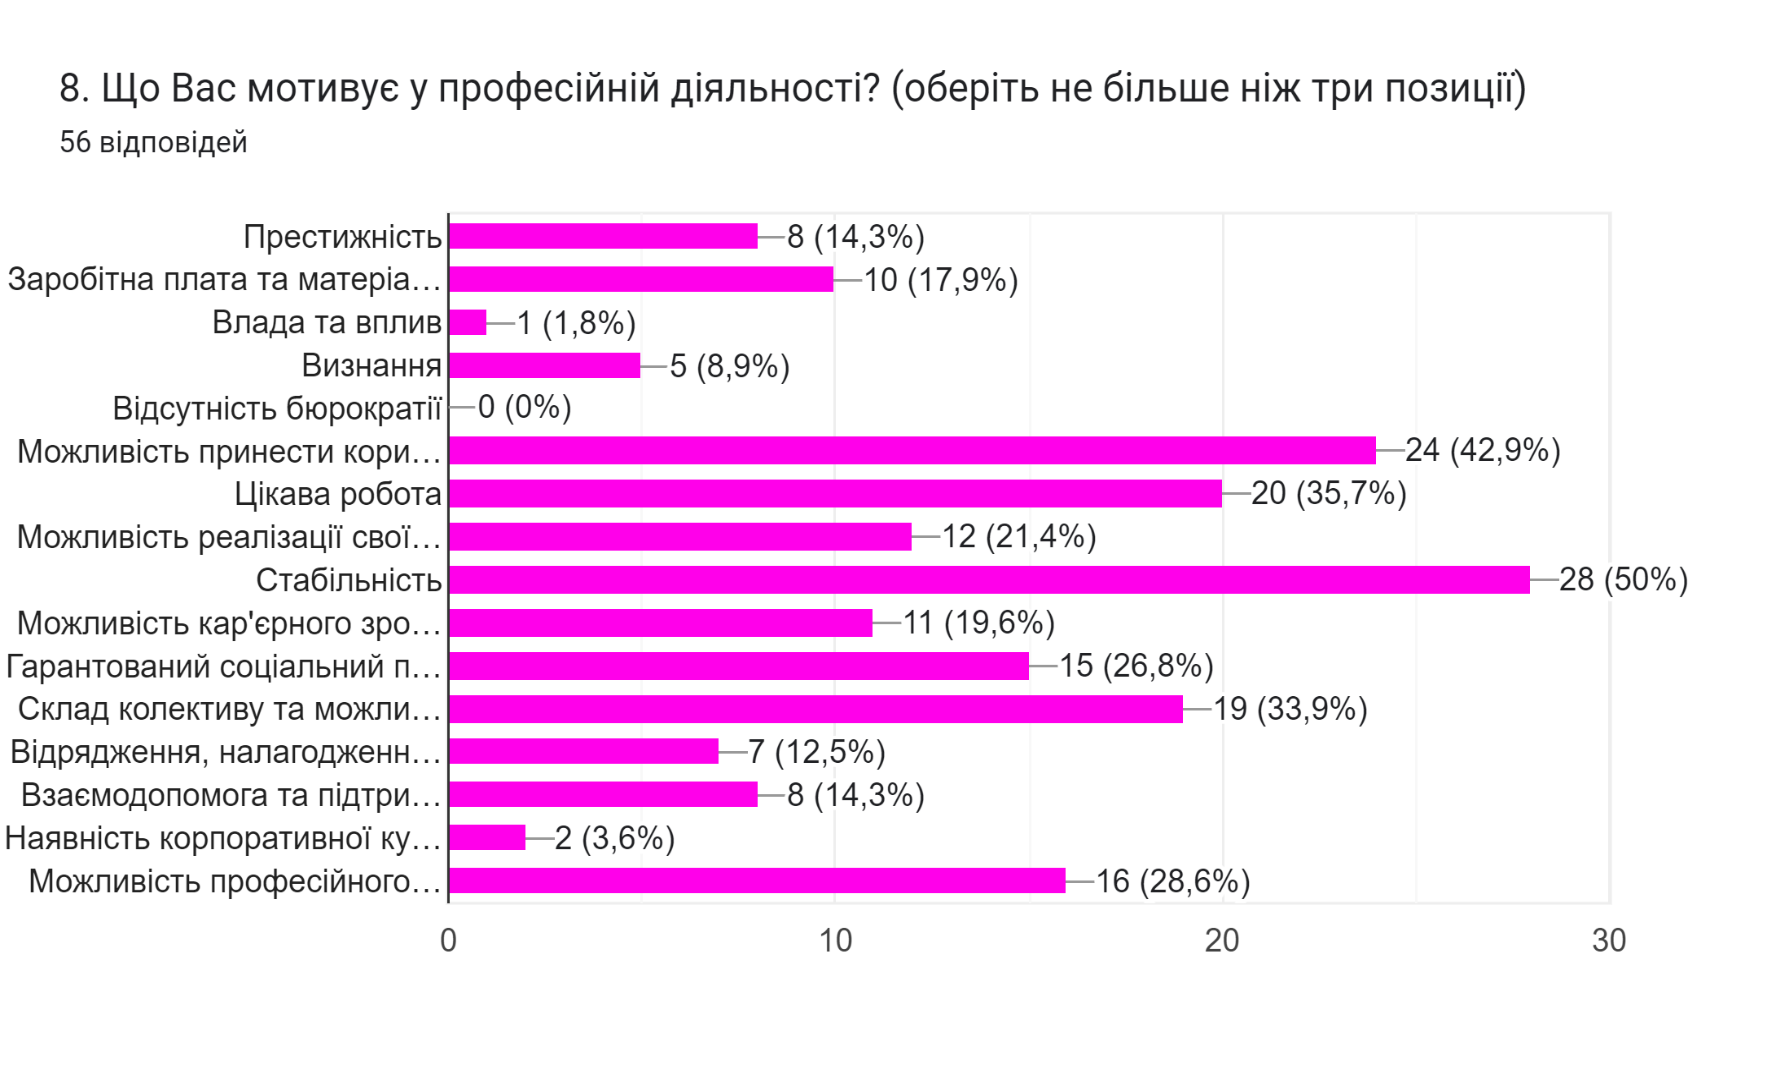 8. Що Вас мотивує у професійній діяльності? (оберіть не більше ніж три позиції)
56 відповідей
Престижність 8 (14,3%)
Заробітна плата та матеріа… 10 (17,9%)
Влада та вплив 1 (1,8%)
Визнання 5 (8,9%)
Відсутність бюрократії 0 (0%)
Можливість принести кори… 24 (42,9%)
Цікава робота 20 (35,7%)
Можливість реалізації свої… 12 (21,4%)
Стабільність 28 (50%)
Можливість кар'єрного зро… 11 (19,6%)
Гарантований соціальний п… 15 (26,8%)
Склад колективу та можли… 19 (33,9%)
Відрядження, налагодженн… 7 (12,5%)
Взаємодопомога та підтри… 8 (14,3%)
Наявність корпоративної ку… 2 (3,6%)
Можливість професійного… 16 (28,6%)
0 10 20 30